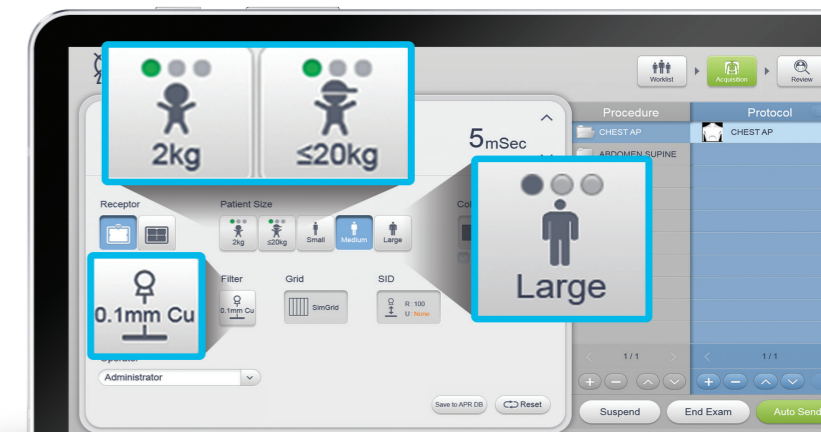 2kg
≤20kg
Worklist
Acquisition
Review
Procedure
Protocol
CHEST AP
CHEST AP
5mSec
ABDOMEN SUPINE
Receptor
Patient Size
2kg
≤20kg
Small
Medium
Large
Large
0.1mm Cu
Filter
Grid
SID
0.1mm Cu
SimGrid
R: 100
U: None
1 / 1
1 / 1
Administrator
Save to APR DB
Reset
Suspend
End Exam
Auto Send